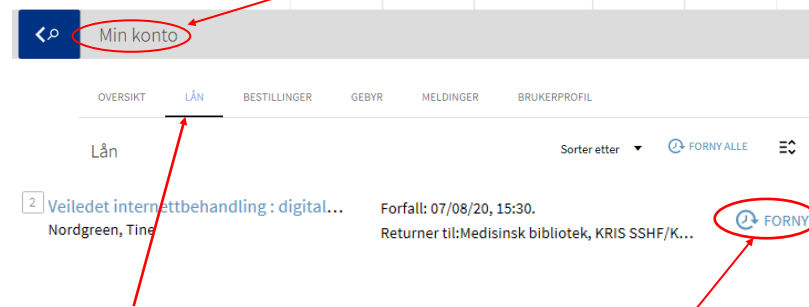 Min konto
OVERSIKT LÅN BESTILLINGER GEBYR MELDINGER BRUKERPROFIL
Lån Sorter etter FORNY ALLE
2 Veiledet internettbehandling : digital... Forfall: 07/08/20, 15:30.
Nordgreen, Tine Returner til:Medisinsk bibliotek, KRIS SSHF/K... FORNY